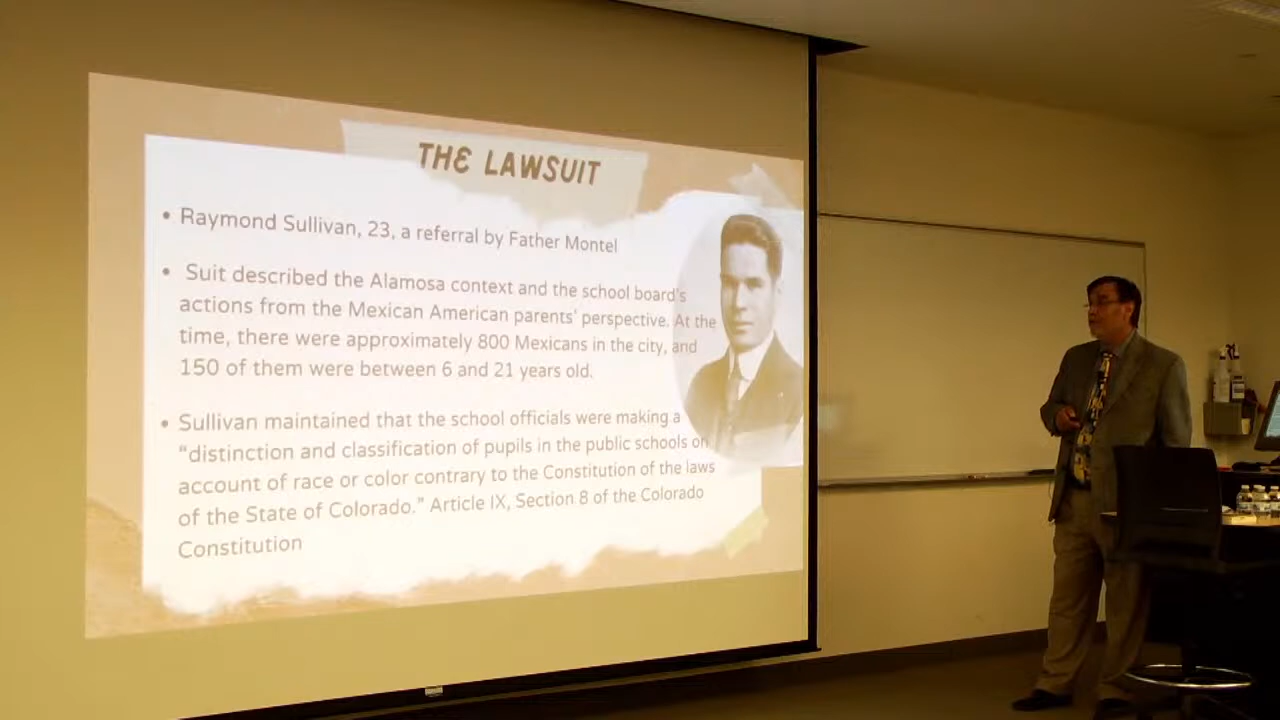 THE LAWSUIT
• Raymond Sullivan, 23, a referral by Father Montel
• Suit described the Alamosa context and the school board's
actions from the Mexican American parents' perspective. At the
time, there were approximately 800 Mexicans in the city, and
150 of them were between 6 and 21 years old.
• Sullivan maintained that the school officials were making a
“distinction and classification of pupils in the public schools on
account of race or color contrary to the Constitution of the laws
of the State of Colorado.” Article IX, Section 8 of the Colorado
Constitution